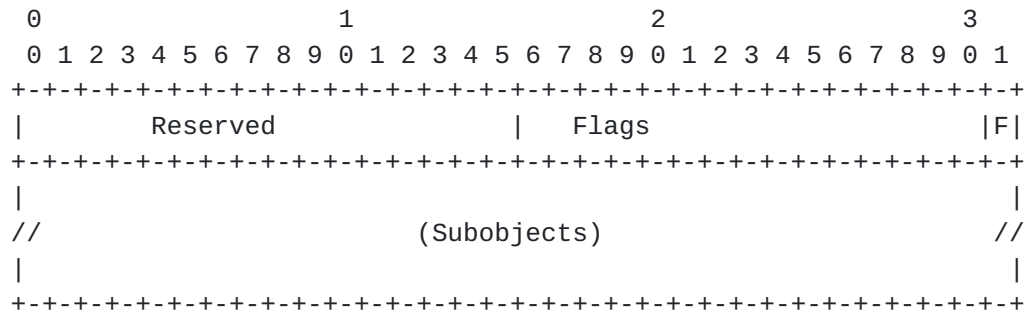 0                   1                   2                   3
 0 1 2 3 4 5 6 7 8 9 0 1 2 3 4 5 6 7 8 9 0 1 2 3 4 5 6 7 8 9 0 1
+-+-+-+-+-+-+-+-+-+-+-+-+-+-+-+-+-+-+-+-+-+-+-+-+-+-+-+-+-+-+-+-+
|        Reserved               |   Flags                     |F|
+-+-+-+-+-+-+-+-+-+-+-+-+-+-+-+-+-+-+-+-+-+-+-+-+-+-+-+-+-+-+-+-+
|                                                               |
//                        (Subobjects)                         //
|                                                               |
+-+-+-+-+-+-+-+-+-+-+-+-+-+-+-+-+-+-+-+-+-+-+-+-+-+-+-+-+-+-+-+-+